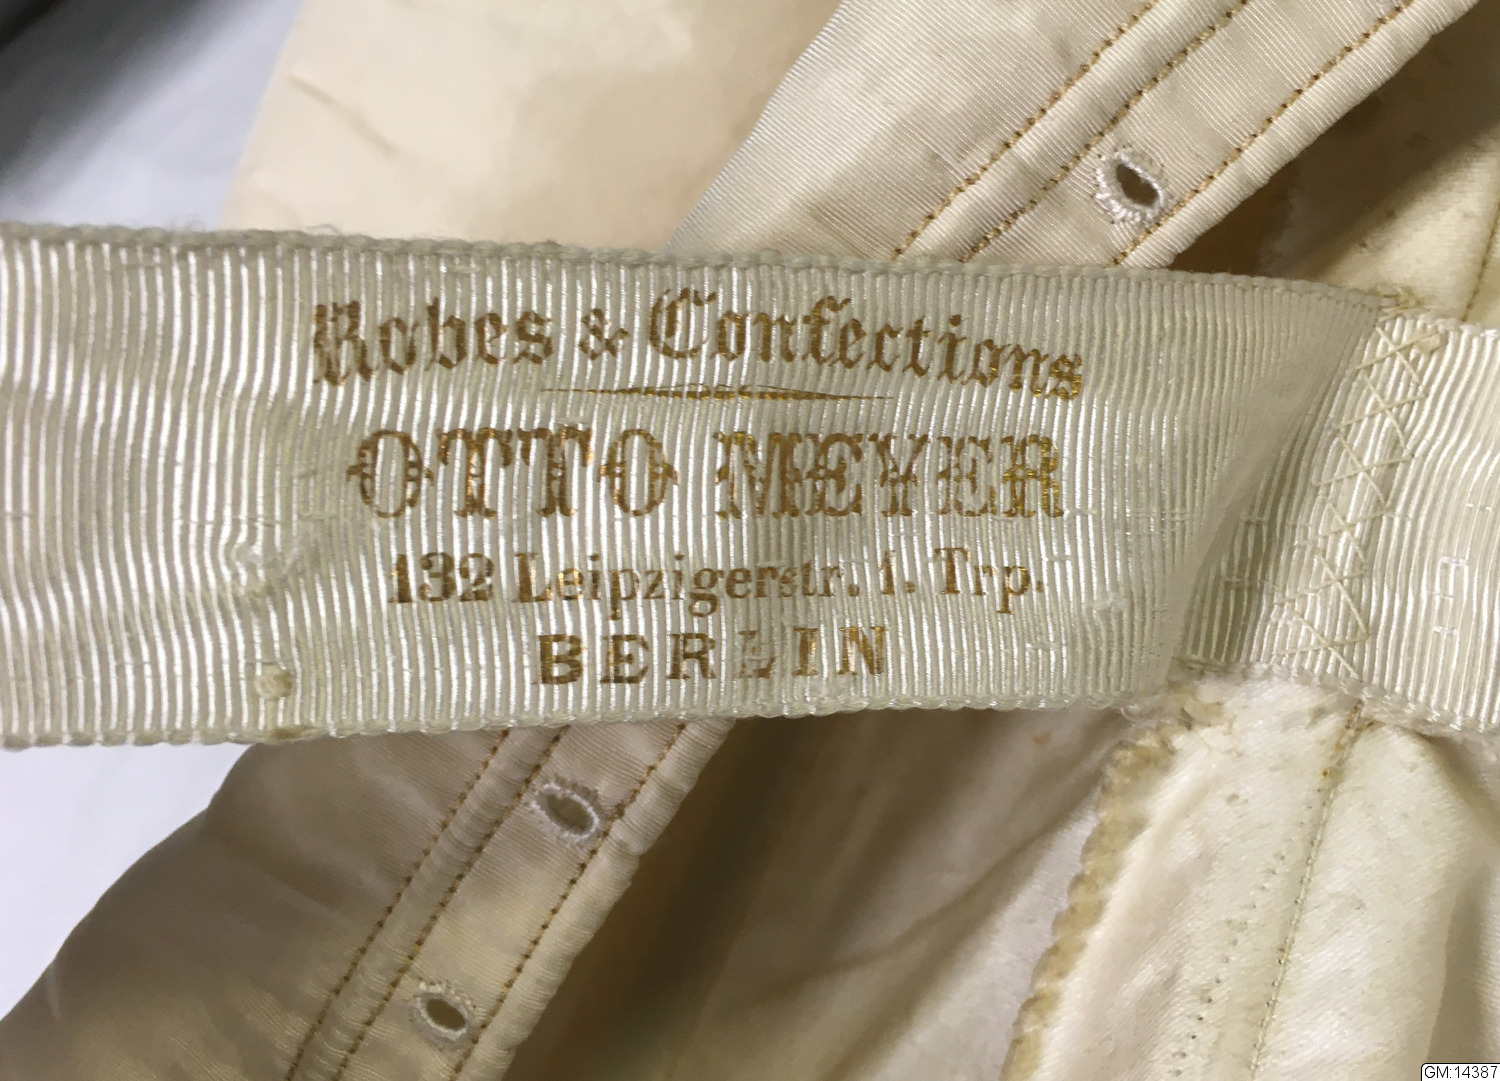 Robes & Confections
OTTO MEYER
132 Leipzigerstr. 1. Trp.
BERLIN
GM:14387